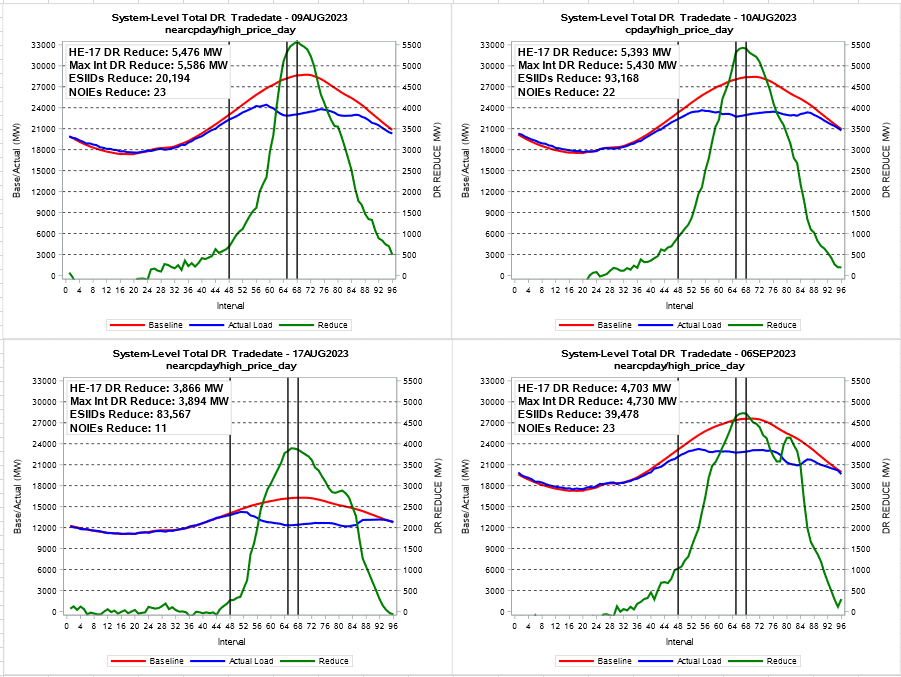 System-Level Total DR Tradedate - 09AUG2023
nearcpday/high_price_day
HE-17 DR Reduce: 5,476 MW
Max Int DR Reduce: 5,586 MW
ESIIDs Reduce: 20,194
NOIEs Reduce: 23
33000 30000 27000 24000 21000 18000 15000 12000 9000 6000 3000 0
Base/Actual (MW)
5500 5000 4500 4000 3500 3000 2500 2000 1500 1000 500 0
DR REDUCE (MW)
0 4 8 12 16 20 24 28 32 36 40 44 48 52 56 60 64 68 72 76 80 84 88 92 96
Interval
Baseline Actual Load Reduce
System-Level Total DR Tradedate - 10AUG2023
cpday/high_price_day
HE-17 DR Reduce: 5,393 MW
Max Int DR Reduce: 5,430 MW
ESIIDs Reduce: 93,168
NOIEs Reduce: 22
33000 30000 27000 24000 21000 18000 15000 12000 9000 6000 3000 0
Base/Actual (MW)
5500 5000 4500 4000 3500 3000 2500 2000 1500 1000 500 0
DR REDUCE (MW)
0 4 8 12 16 20 24 28 32 36 40 44 48 52 56 60 64 68 72 76 80 84 88 92 96
Interval
Baseline Actual Load Reduce
System-Level Total DR Tradedate - 17AUG2023
nearcpday/high_price_day
HE-17 DR Reduce: 3,866 MW
Max Int DR Reduce: 3,894 MW
ESIIDs Reduce: 83,567
NOIEs Reduce: 11
33000 30000 27000 24000 21000 18000 15000 12000 9000 6000 3000 0
Base/Actual (MW)
5500 5000 4500 4000 3500 3000 2500 2000 1500 1000 500 0
DR REDUCE (MW)
0 4 8 12 16 20 24 28 32 36 40 44 48 52 56 60 64 68 72 76 80 84 88 92 96
Interval
Baseline Actual Load Reduce
System-Level Total DR Tradedate - 06SEP2023
nearcpday/high_price_day
HE-17 DR Reduce: 4,703 MW
Max Int DR Reduce: 4,730 MW
ESIIDs Reduce: 39,478
NOIEs Reduce: 23
33000 30000 27000 24000 21000 18000 15000 12000 9000 6000 3000 0
Base/Actual (MW)
5500 5000 4500 4000 3500 3000 2500 2000 1500 1000 500 0
DR REDUCE (MW)
0 4 8 12 16 20 24 28 32 36 40 44 48 52 56 60 64 68 72 76 80 84 88 92 96
Interval
Baseline Actual Load Reduce